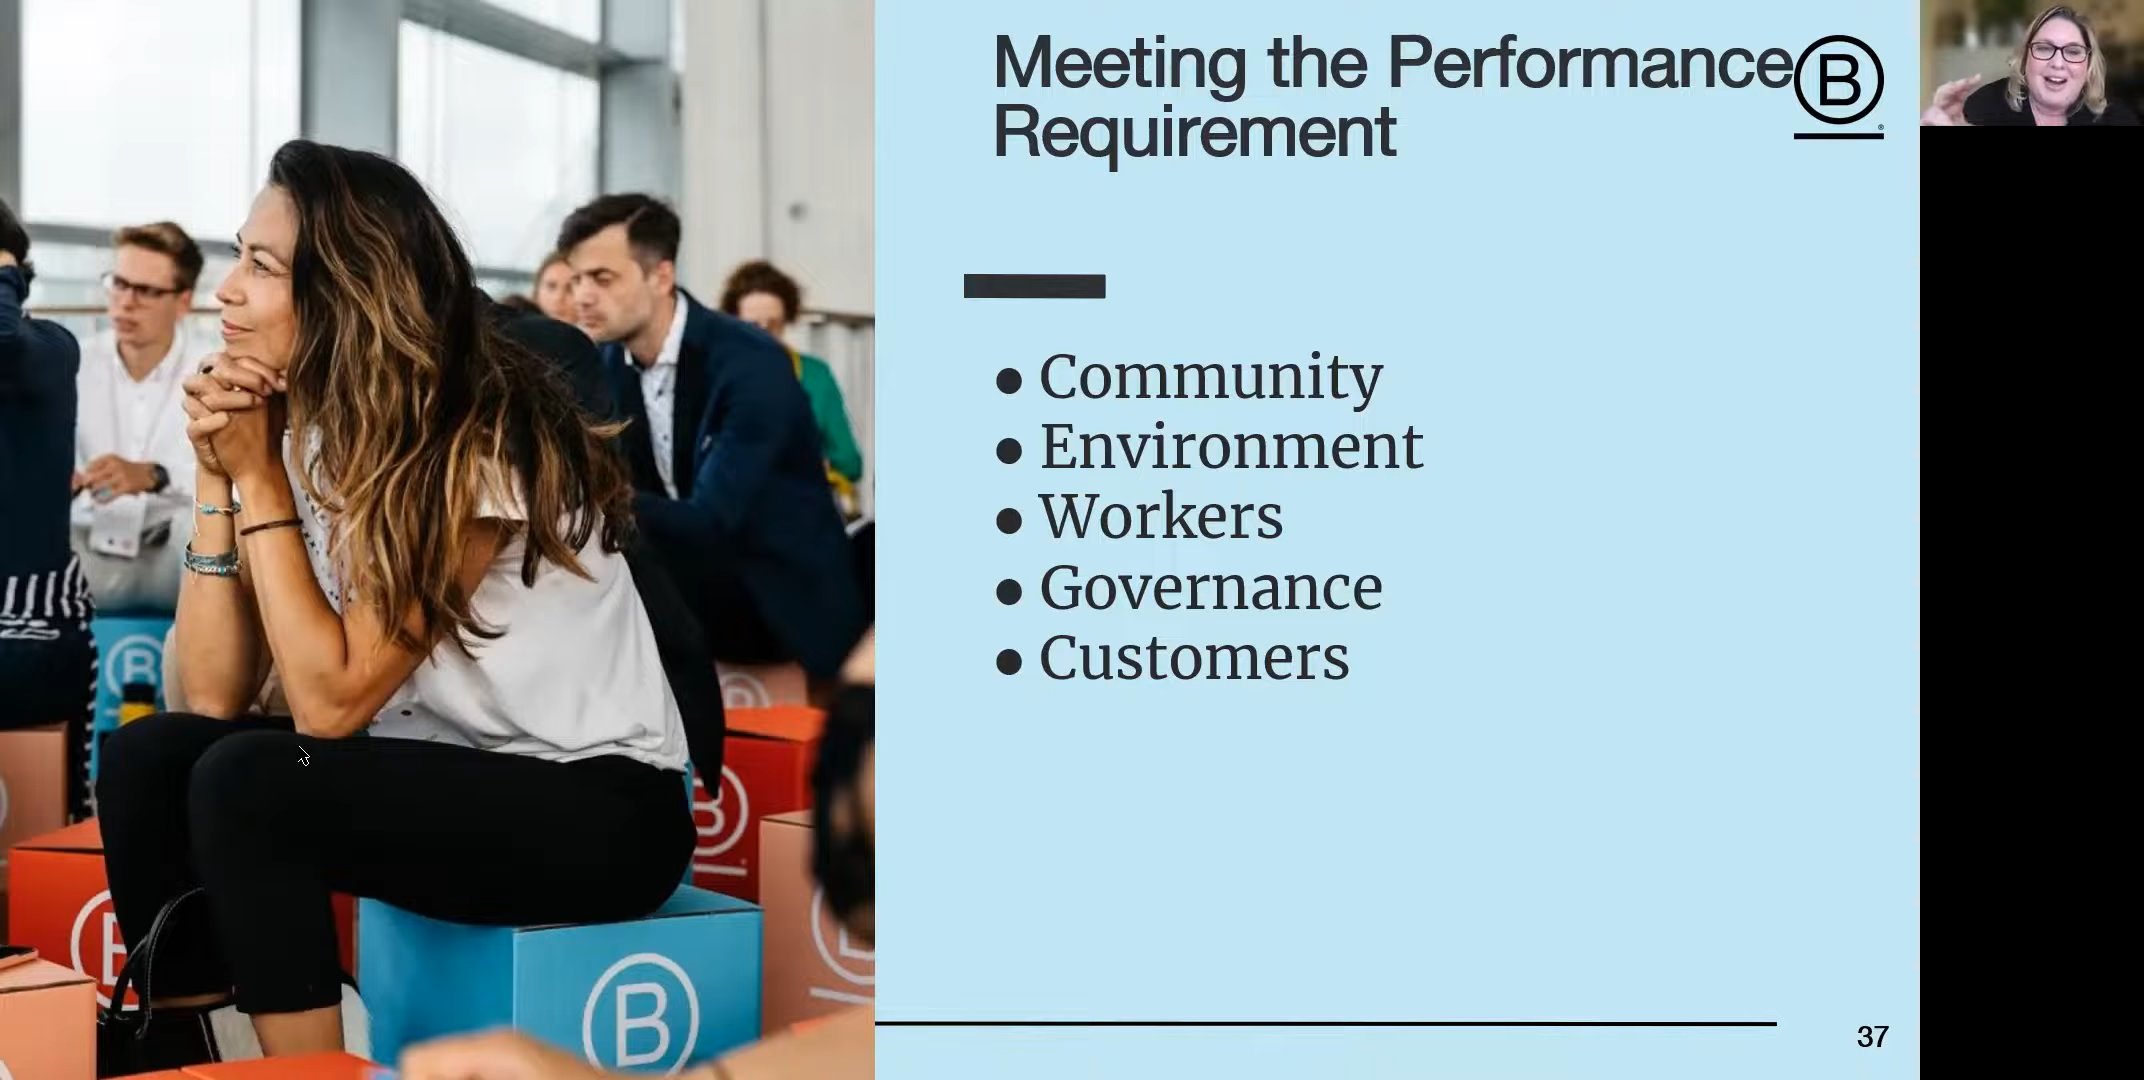 Meeting the Performance
Requirement
B
● Community
● Environment
● Workers
● Governance
● Customers
37
B
B
B
B